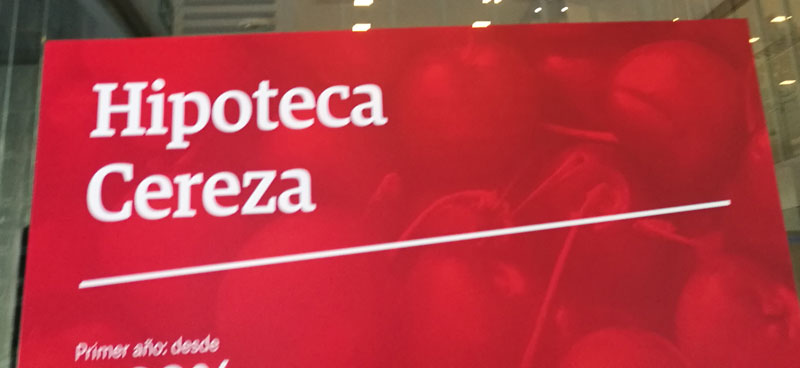 Hipoteca
Cereza
Primer año: desde